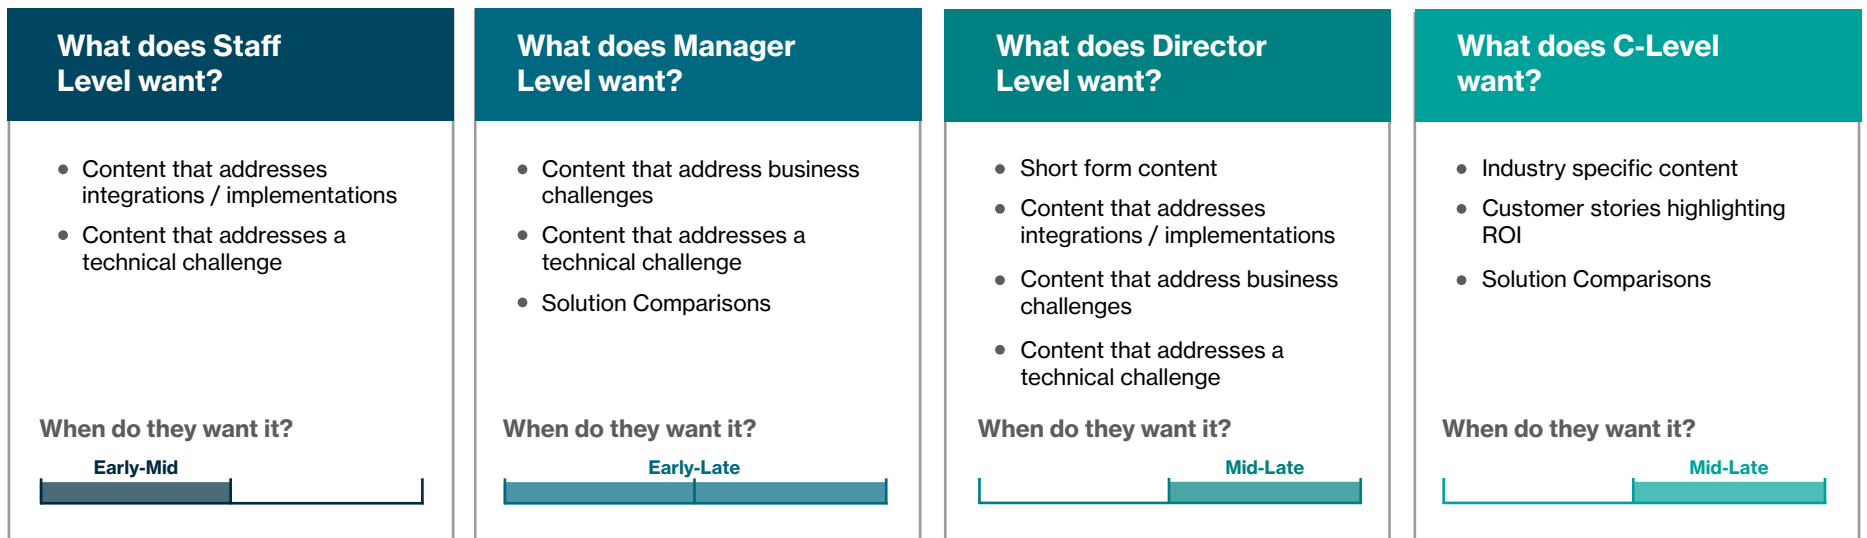 What does Staff
Level want?
• Content that addresses
integrations / implementations
• Content that addresses a
technical challenge
When do they want it?
Early-Mid
What does Manager
Level want?
• Content that address business
challenges
• Content that addresses a
technical challenge
• Solution Comparisons
When do they want it?
Early-Late
What does Director
Level want?
• Short form content
• Content that addresses
integrations / implementations
• Content that address business
challenges
• Content that addresses a
technical challenge
When do they want it?
Mid-Late
What does C-Level
want?
• Industry specific content
• Customer stories highlighting
ROI
• Solution Comparisons
When do they want it?
Mid-Late